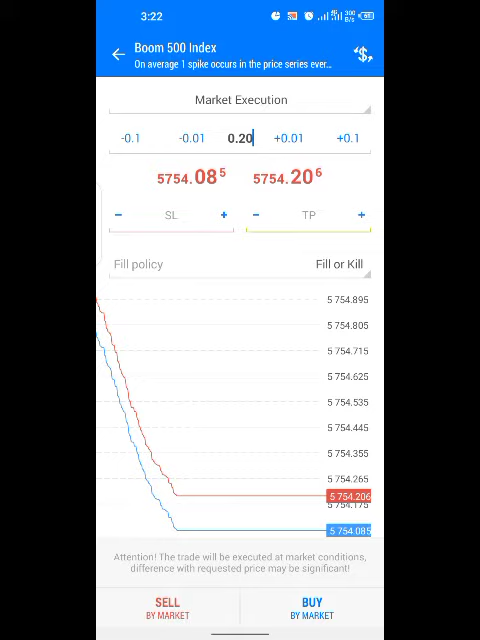 3:22
300 B/s 60
Boom 500 Index
On average 1 spike occurs in the price series ever...
Market Execution
-0.1 -0.01 0.20 +0.01 +0.1
5754.085 5754.206
− SL + − TP +
Fill policy Fill or Kill
5 754.895
5 754.805
5 754.715
5 754.625
5 754.535
5 754.445
5 754.355
5 754.265
5 754.206
5 754.175
5 754.085
Attention! The trade will be executed at market conditions,
difference with requested price may be significant!
SELL BUY
BY MARKET BY MARKET